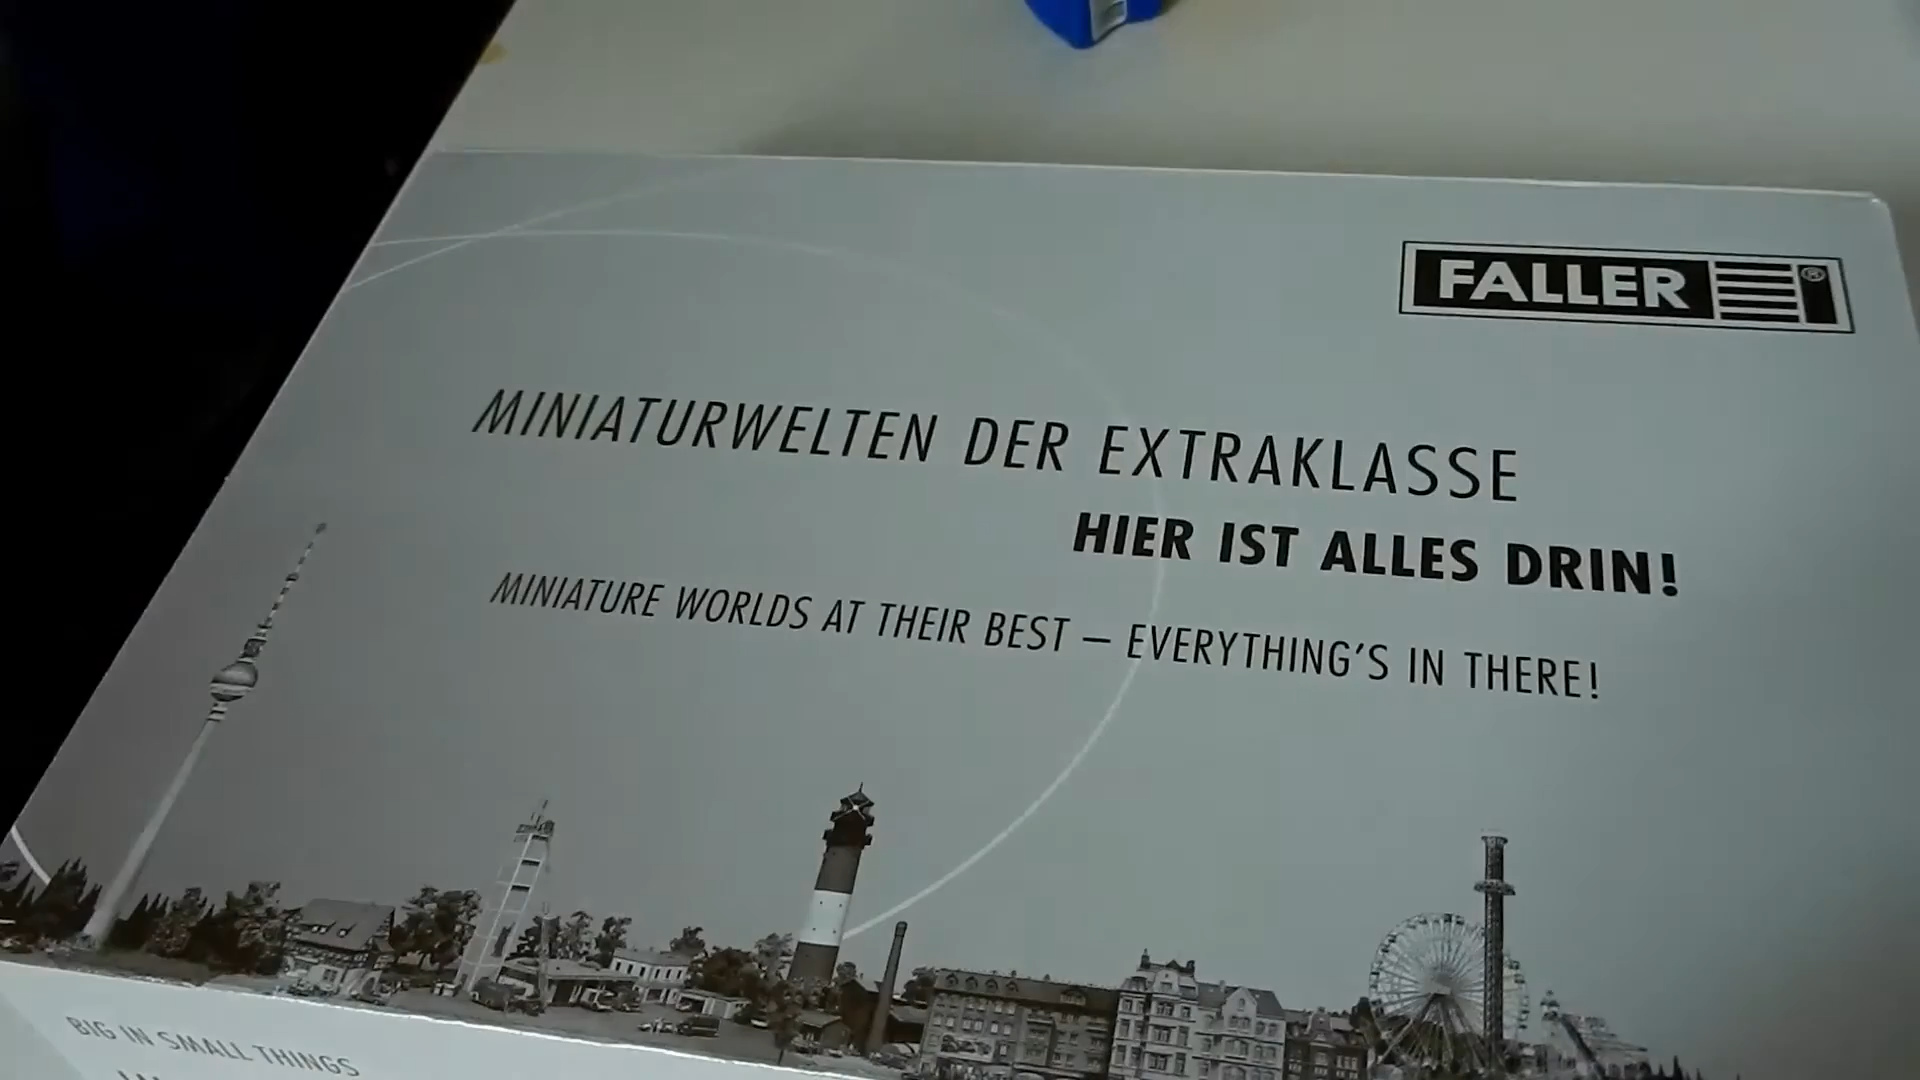 FALLER ®
MINIATURWELTEN DER EXTRAKLASSE
HIER IST ALLES DRIN!
MINIATURE WORLDS AT THEIR BEST – EVERYTHING'S IN THERE!
BIG IN SMALL THINGS